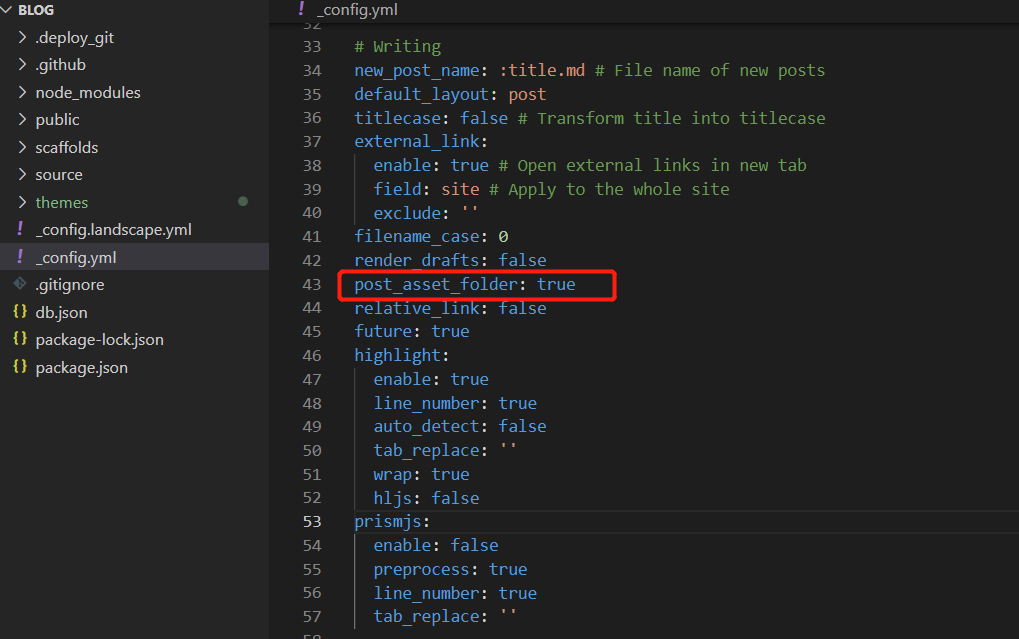 BLOG
.deploy_git
.github
node_modules
public
scaffolds
source
themes
! _config.landscape.yml
! _config.yml
.gitignore
{} db.json
{} package-lock.json
{} package.json
! _config.yml
32
33 # Writing
34 new_post_name: :title.md # File name of new posts
35 default_layout: post
36 titlecase: false # Transform title into titlecase
37 external_link:
38   enable: true # Open external links in new tab
39   field: site # Apply to the whole site
40   exclude: ''
41 filename_case: 0
42 render_drafts: false
43 post_asset_folder: true
44 relative_link: false
45 future: true
46 highlight:
47   enable: true
48   line_number: true
49   auto_detect: false
50   tab_replace: ''
51   wrap: true
52   hljs: false
53 prismjs:
54   enable: false
55   preprocess: true
56   line_number: true
57   tab_replace: ''
58